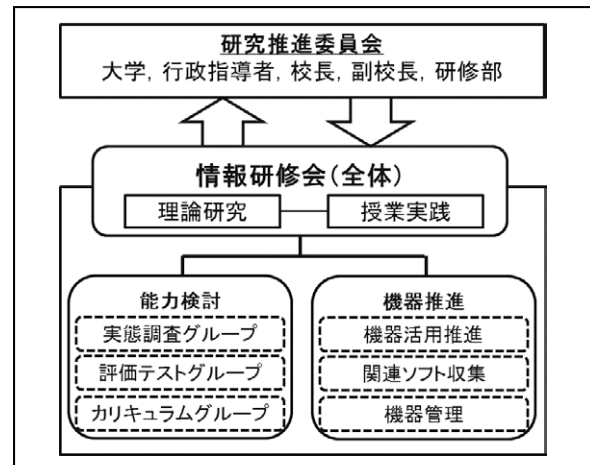 研究推進委員会
大学, 行政指導者, 校長, 副校長, 研修部
情報研修会(全体)
理論研究
授業実践
能力検討
実態調査グループ
評価テストグループ
カリキュラムグループ
機器推進
機器活用推進
関連ソフト収集
機器管理